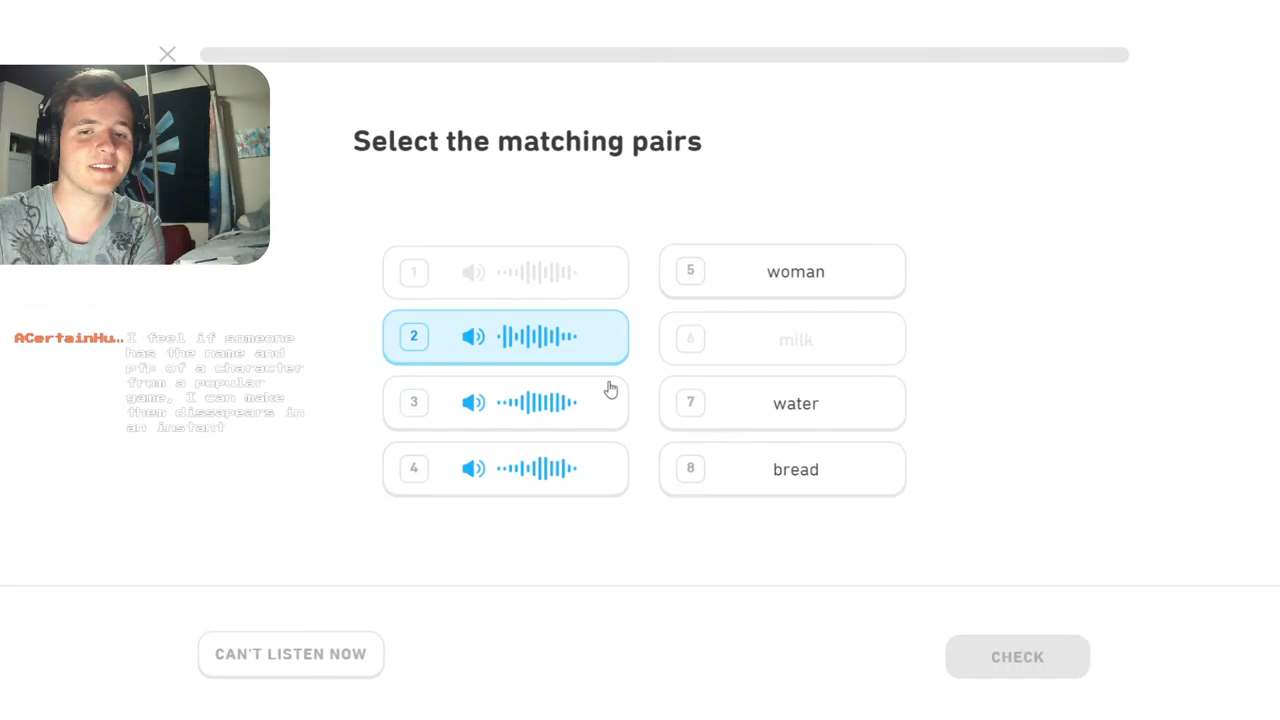 Select the matching pairs
1
5 woman
2
6 milk
3
7 water
4
8 bread
ACertainHu… I feel if someone
has the name and
pfp of a character
from a popular
game, I can make
them dissapears in
an instant
CAN'T LISTEN NOW
CHECK